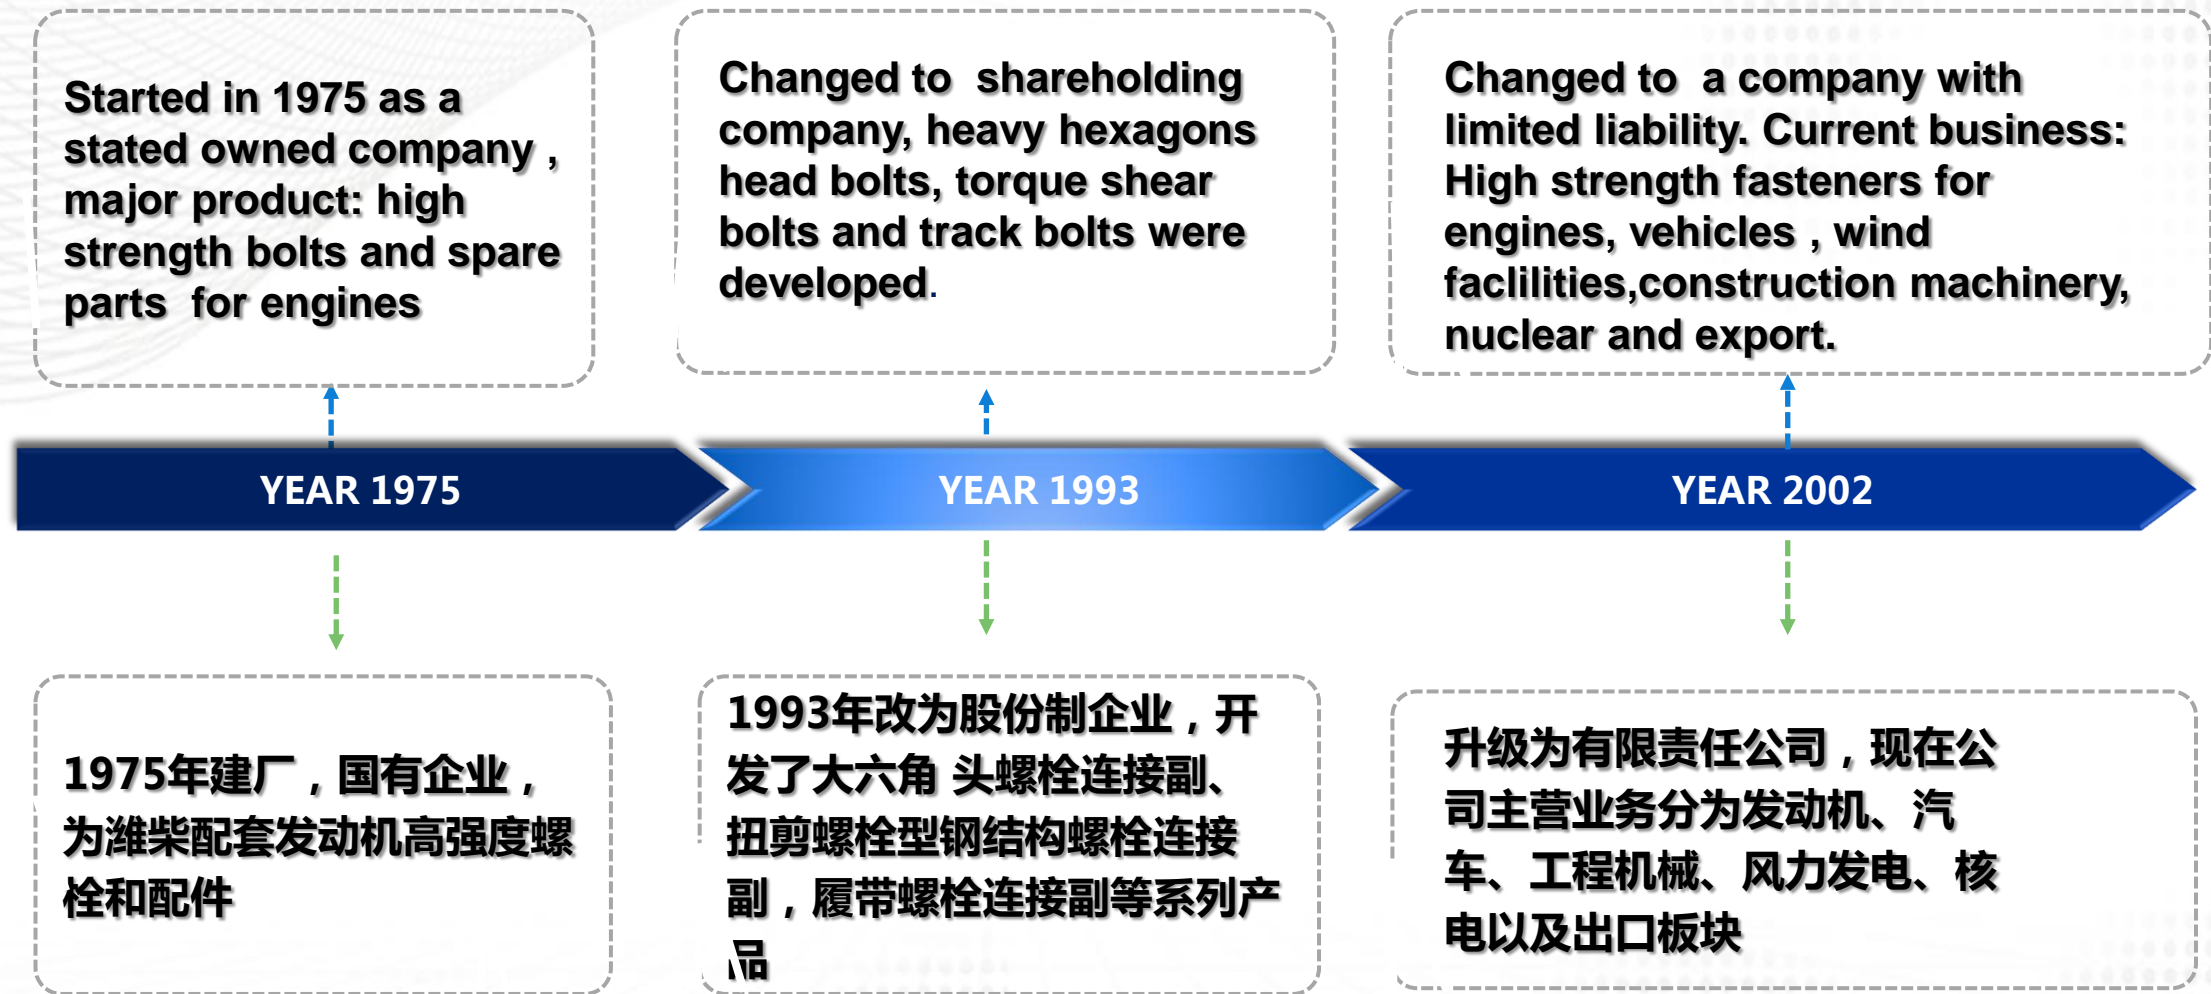 Started in 1975 as a
stated owned company ,
major product: high
strength bolts and spare
parts  for engines
Changed to  shareholding
company, heavy hexagons
head bolts, torque shear
bolts and track bolts were
developed.
Changed to  a company with
limited liability. Current business:
High strength fasteners for
engines, vehicles , wind
faclilities,construction machinery,
nuclear and export.
YEAR 1975
YEAR 1993
YEAR 2002
1975年建厂，国有企业，
为潍柴配套发动机高强度螺
栓和配件
1993年改为股份制企业，开
发了大六角 头螺栓连接副、
扭剪螺栓型钢结构螺栓连接
副，履带螺栓连接副等系列产
品
升级为有限责任公司，现在公
司主营业务分为发动机、汽
车、工程机械、风力发电、核
电以及出口板块